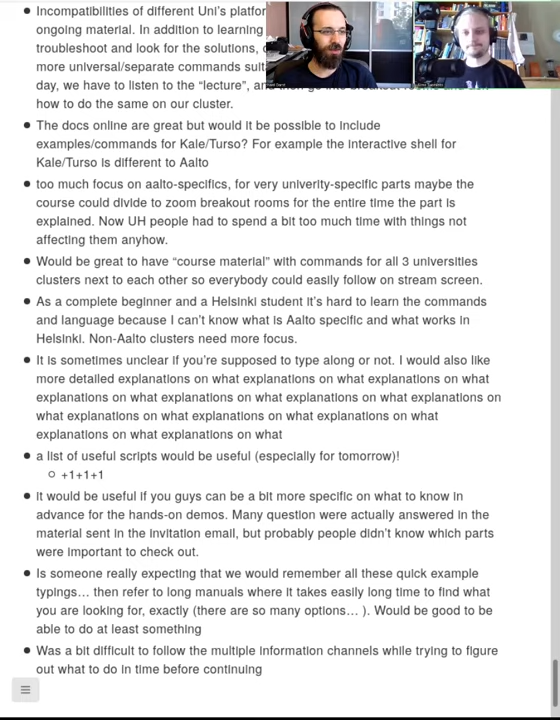 Incompatibilities of different Uni's platfor
ongoing material. In addition to learning
troubleshoot and look for the solutions,
more universal/separate commands suit
day, we have to listen to the “lecture”,
how to do the same on our cluster.
The docs online are great but would it be possible to include
examples/commands for Kale/Turso? For example the interactive shell for
Kale/Turso is different to Aalto
too much focus on aalto-specifics, for very univerity-specific parts maybe the
course could divide to zoom breakout rooms for the entire time the part is
explained. Now UH people had to spend a bit too much time with things not
affecting them anyhow.
Would be great to have “course material” with commands for all 3 universities
clusters next to each other so everybody could easily follow on stream screen.
As a complete beginner and a Helsinki student it's hard to learn the commands
and language because I can't know what is Aalto specific and what works in
Helsinki. Non-Aalto clusters need more focus.
It is sometimes unclear if you're supposed to type along or not. I would also like
more detailed explanations on what explanations on what explanations on what
explanations on what explanations on what explanations on what explanations on
what explanations on what explanations on what explanations on what
explanations on what explanations on what
a list of useful scripts would be useful (especially for tomorrow)!
+1+1+1
it would be useful if you guys can be a bit more specific on what to know in
advance for the hands-on demos. Many question were actually answered in the
material sent in the invitation email, but probably people didn't know which parts
were important to check out.
Is someone really expecting that we would remember all these quick example
typings... then refer to long manuals where it takes easily long time to find what
you are looking for, exactly (there are so many options... ). Would be good to be
able to do at least something
Was a bit difficult to follow the multiple information channels while trying to figure
out what to do in time before continuing